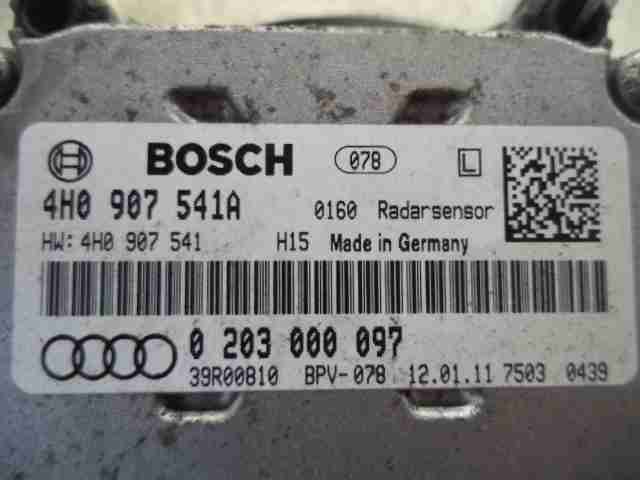 BOSCH 078 L
4H0 907 541A 0160 Radarsensor
HW: 4H0 907 541 H15 Made in Germany
0 203 000 097
39R00810 BPV-078 12.01.11 7503 0439